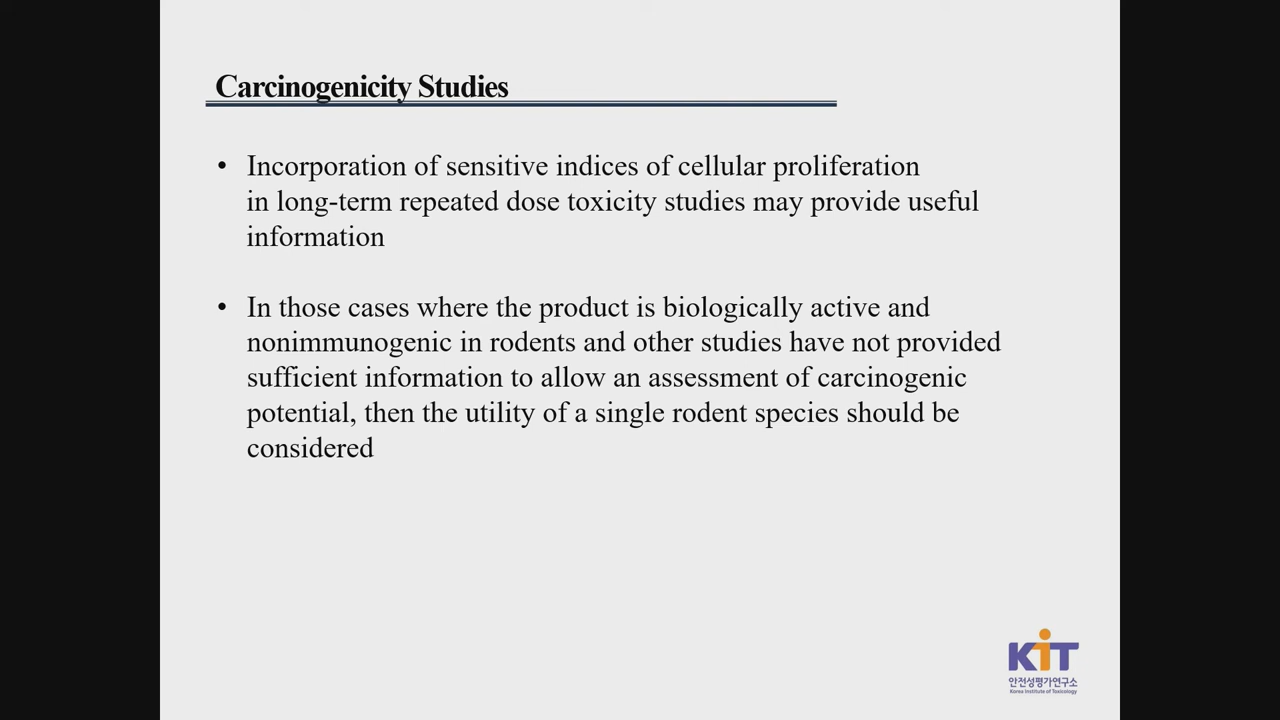 Carcinogenicity Studies
• Incorporation of sensitive indices of cellular proliferation
in long-term repeated dose toxicity studies may provide useful
information
• In those cases where the product is biologically active and
nonimmunogenic in rodents and other studies have not provided
sufficient information to allow an assessment of carcinogenic
potential, then the utility of a single rodent species should be
considered
KiT
안전성평가연구소
Korea Institute of Toxicology